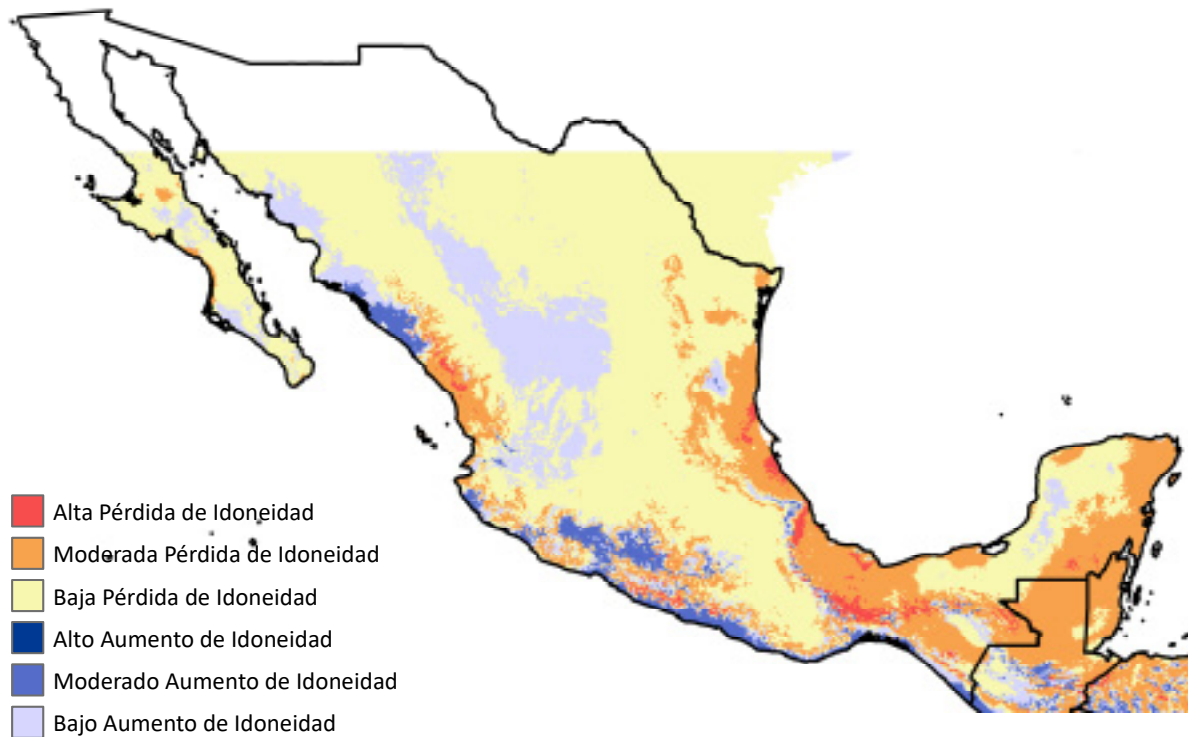 Alta Pérdida de Idoneidad
Moderada Pérdida de Idoneidad
Baja Pérdida de Idoneidad
Alto Aumento de Idoneidad
Moderado Aumento de Idoneidad
Bajo Aumento de Idoneidad